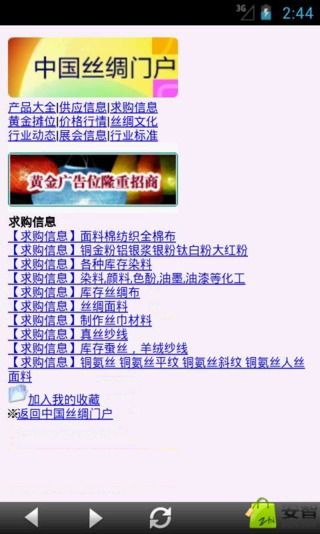 3G
2:44
中国丝绸门户
产品大全|供应信息|求购信息
黄金摊位|价格行情|丝绸文化
行业动态|展会信息|行业标准
黄金广告位隆重招商
求购信息
【求购信息】面料棉纺织全棉布
【求购信息】铜金粉铝银浆银粉钛白粉大红粉
【求购信息】各种库存染料
【求购信息】染料,颜料,色酚,油墨,油漆等化工
【求购信息】库存丝绸布
【求购信息】丝绸面料
【求购信息】制作丝巾材料
【求购信息】真丝纱线
【求购信息】库存蚕丝，羊绒纱线
【求购信息】铜氨丝 铜氨丝平纹 铜氨丝斜纹 铜氨丝人丝
面料
加入我的收藏
※返回中国丝绸门户
安智